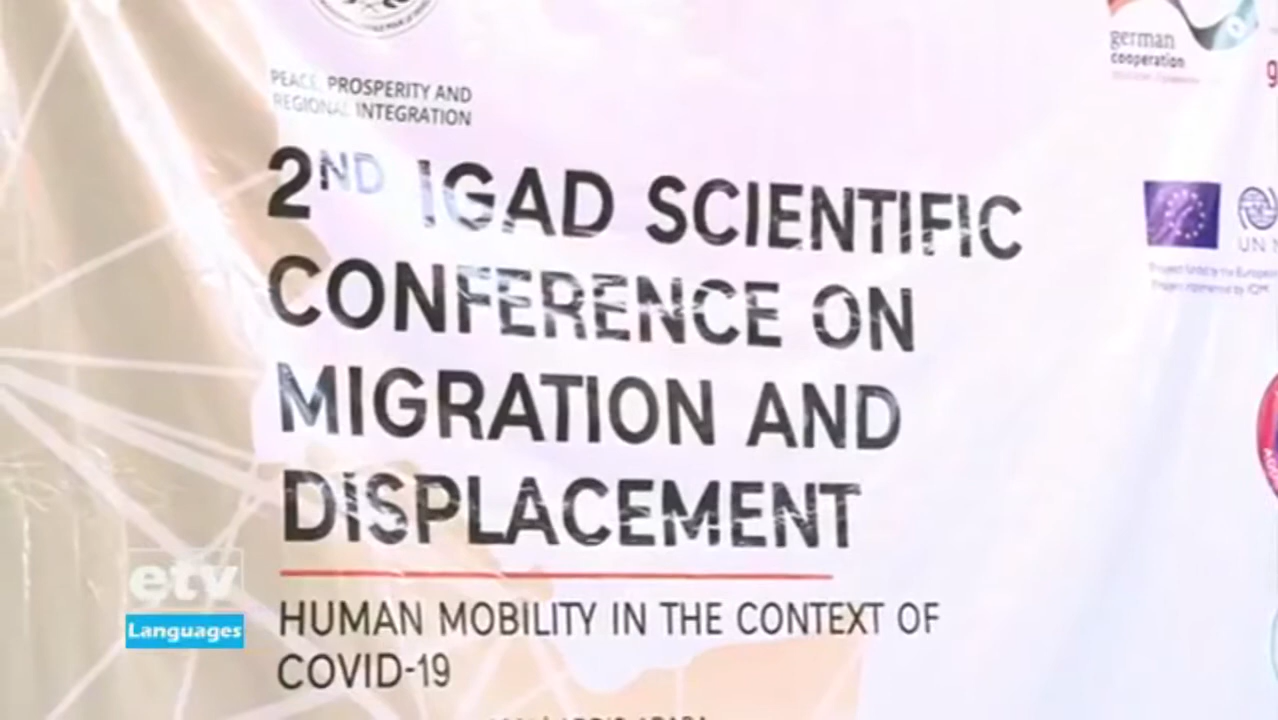 PEACE, PROSPERITY AND
REGIONAL INTEGRATION
german
cooperation
2ND IGAD SCIENTIFIC
CONFERENCE ON
MIGRATION AND
DISPLACEMENT
HUMAN MOBILITY IN THE CONTEXT OF
COVID-19
etv
Languages